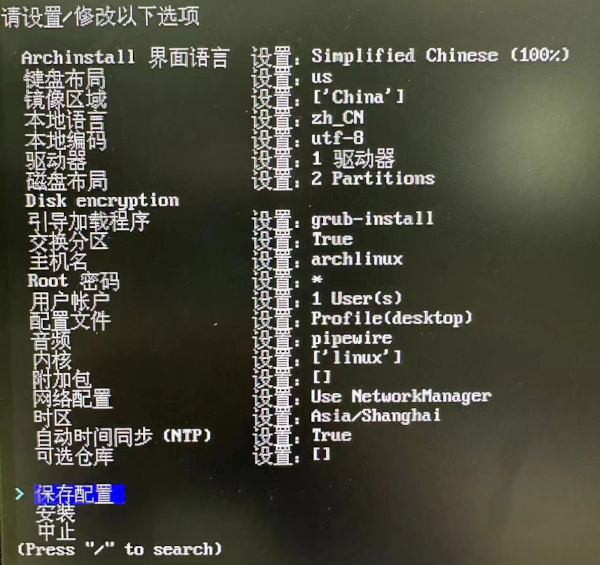 请设置/修改以下选项
Archinstall 界面语言 设置: Simplified Chinese (100%)
键盘布局 设置: us
镜像区域 设置: ['China']
本地语言 设置: zh_CN
本地编码 设置: utf-8
驱动器 设置: 1 驱动器
磁盘布局 设置: 2 Partitions
Disk encryption
引导加载程序 设置: grub-install
交换分区 设置: True
主机名 设置: archlinux
Root 密码 设置: *
用户帐户 设置: 1 User(s)
配置文件 设置: Profile(desktop)
音频 设置: pipewire
内核 设置: ['linux']
附加包 设置: []
网络配置 设置: Use NetworkManager
时区 设置: Asia/Shanghai
自动时间同步 (NTP) 设置: True
可选仓库 设置: []
> 保存配置
安装
中止
(Press "/" to search)